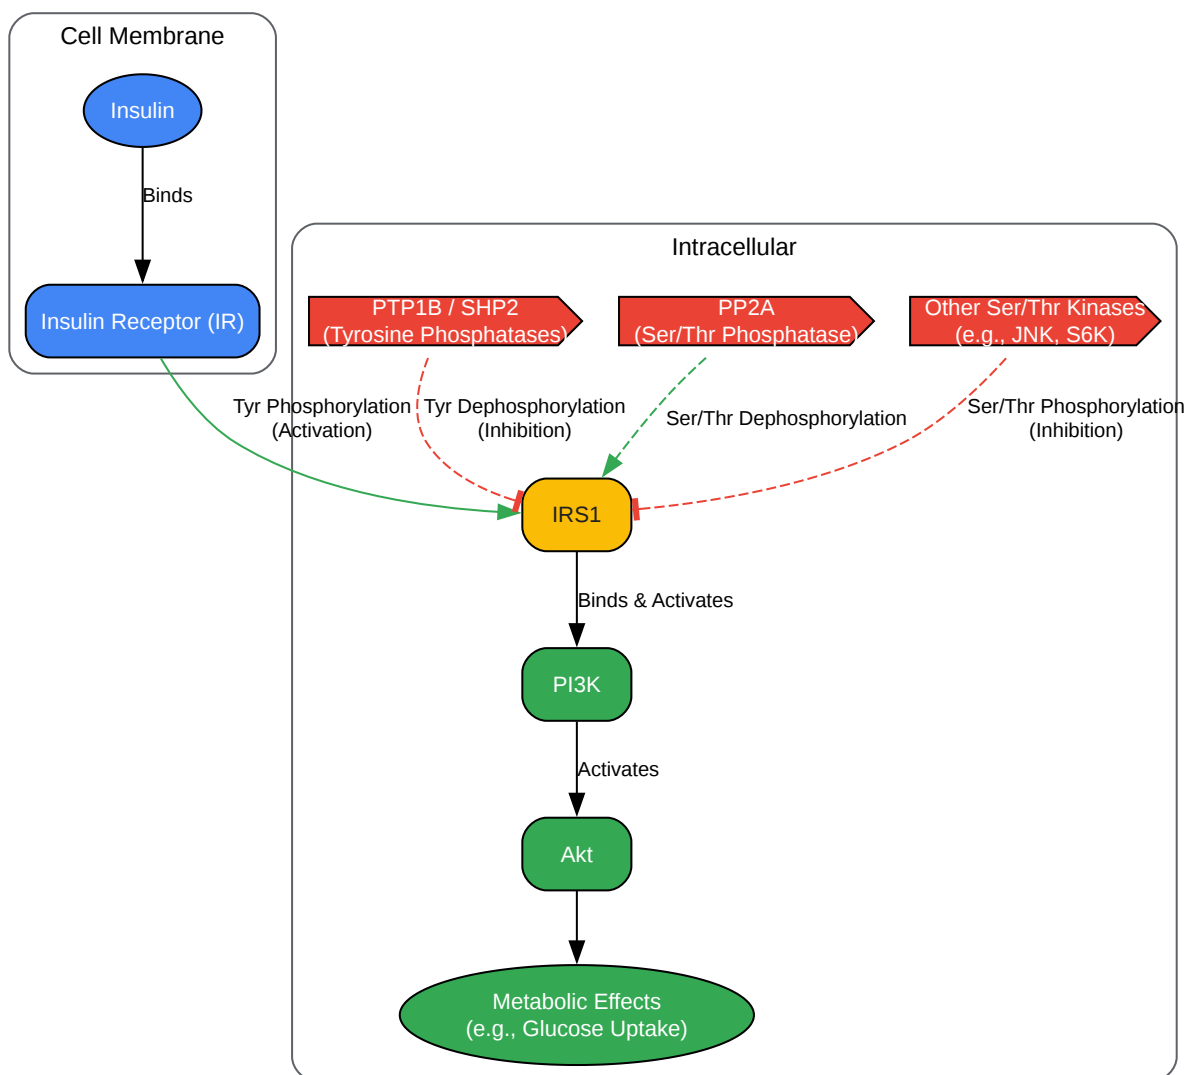 Cell Membrane
Insulin
Binds
Insulin Receptor (IR)
Intracellular
PTP1B / SHP2
(Tyrosine Phosphatases)
PP2A
(Ser/Thr Phosphatase)
Other Ser/Thr Kinases
(e.g., JNK, S6K)
Tyr Phosphorylation
(Activation)
Tyr Dephosphorylation
(Inhibition)
Ser/Thr Dephosphorylation
Ser/Thr Phosphorylation
(Inhibition)
IRS1
Binds & Activates
PI3K
Activates
Akt
Metabolic Effects
(e.g., Glucose Uptake)